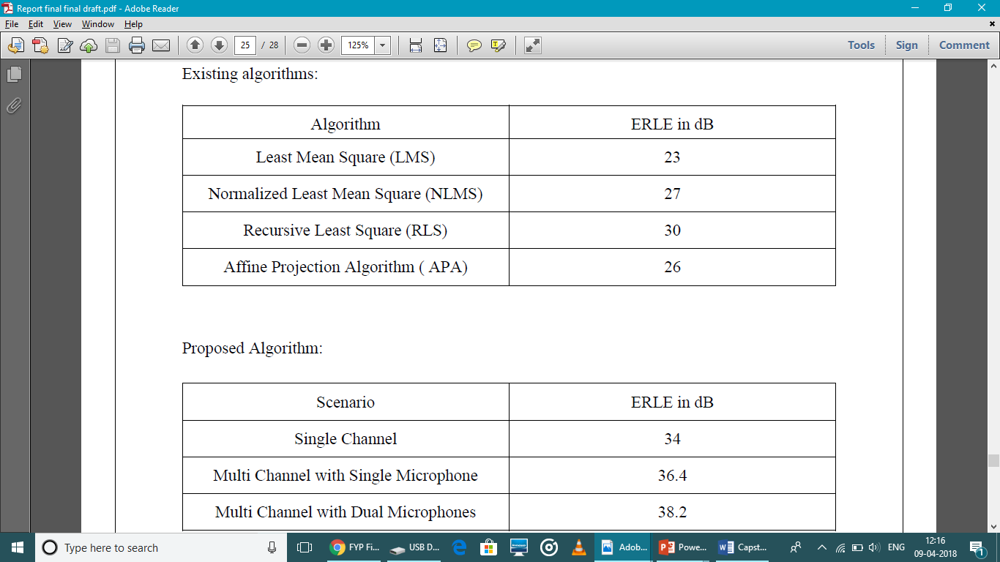 Report final final draft.pdf - Adobe Reader
File Edit View Window Help
25 / 28 125% Tools Sign Comment
Existing algorithms:
Algorithm ERLE in dB
Least Mean Square (LMS) 23
Normalized Least Mean Square (NLMS) 27
Recursive Least Square (RLS) 30
Affine Projection Algorithm ( APA) 26
Proposed Algorithm:
Scenario ERLE in dB
Single Channel 34
Multi Channel with Single Microphone 36.4
Multi Channel with Dual Microphones 38.2
Type here to search FYP Fi... USB D... Adob... Powe... Capst... ENG 12:16
09-04-2018 1